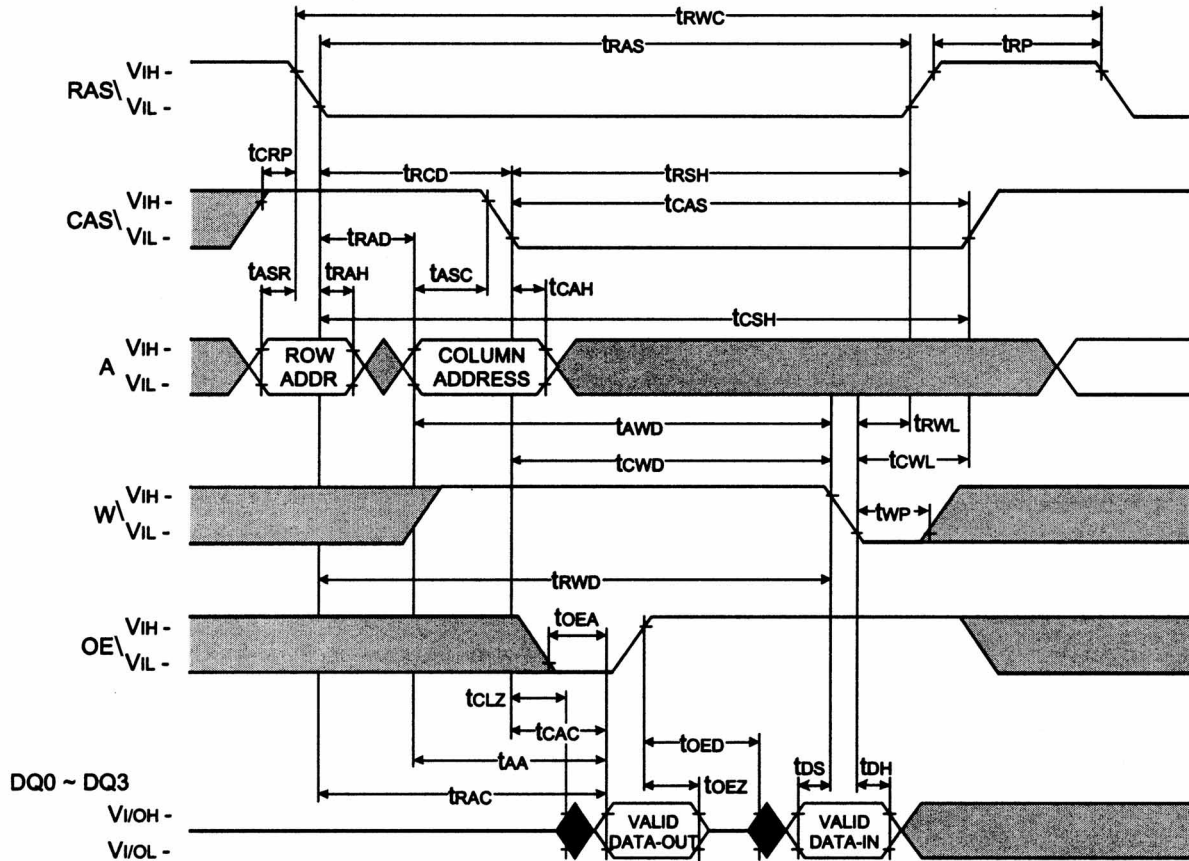 tRWC
tRAS
tRP
RAS\
VIH -
VIL -
tCRP
tRCD
tRSH
CAS\
VIH -
VIL -
tCAS
tRAD
tASR
tRAH
tASC
tCAH
tCSH
A
VIH -
VIL -
ROW
ADDR
COLUMN
ADDRESS
tAWD
tRWL
tCWD
tCWL
W\
VIH -
VIL -
tWP
tRWD
OE\
VIH -
VIL -
tOEA
tCLZ
tCAC
tOED
tAA
tOEZ
tDS
tDH
tRAC
DQ0 ~ DQ3
VI/OH -
VI/OL -
VALID
DATA-OUT
VALID
DATA-IN